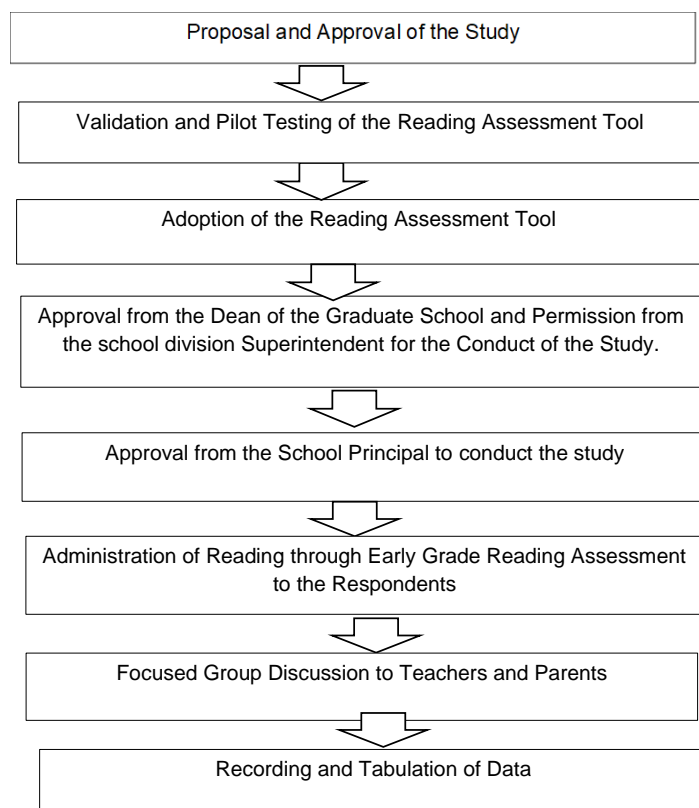 Proposal and Approval of the Study
Validation and Pilot Testing of the Reading Assessment Tool
Adoption of the Reading Assessment Tool
Approval from the Dean of the Graduate School and Permission from
the school division Superintendent for the Conduct of the Study.
Approval from the School Principal to conduct the study
Administration of Reading through Early Grade Reading Assessment
to the Respondents
Focused Group Discussion to Teachers and Parents
Recording and Tabulation of Data